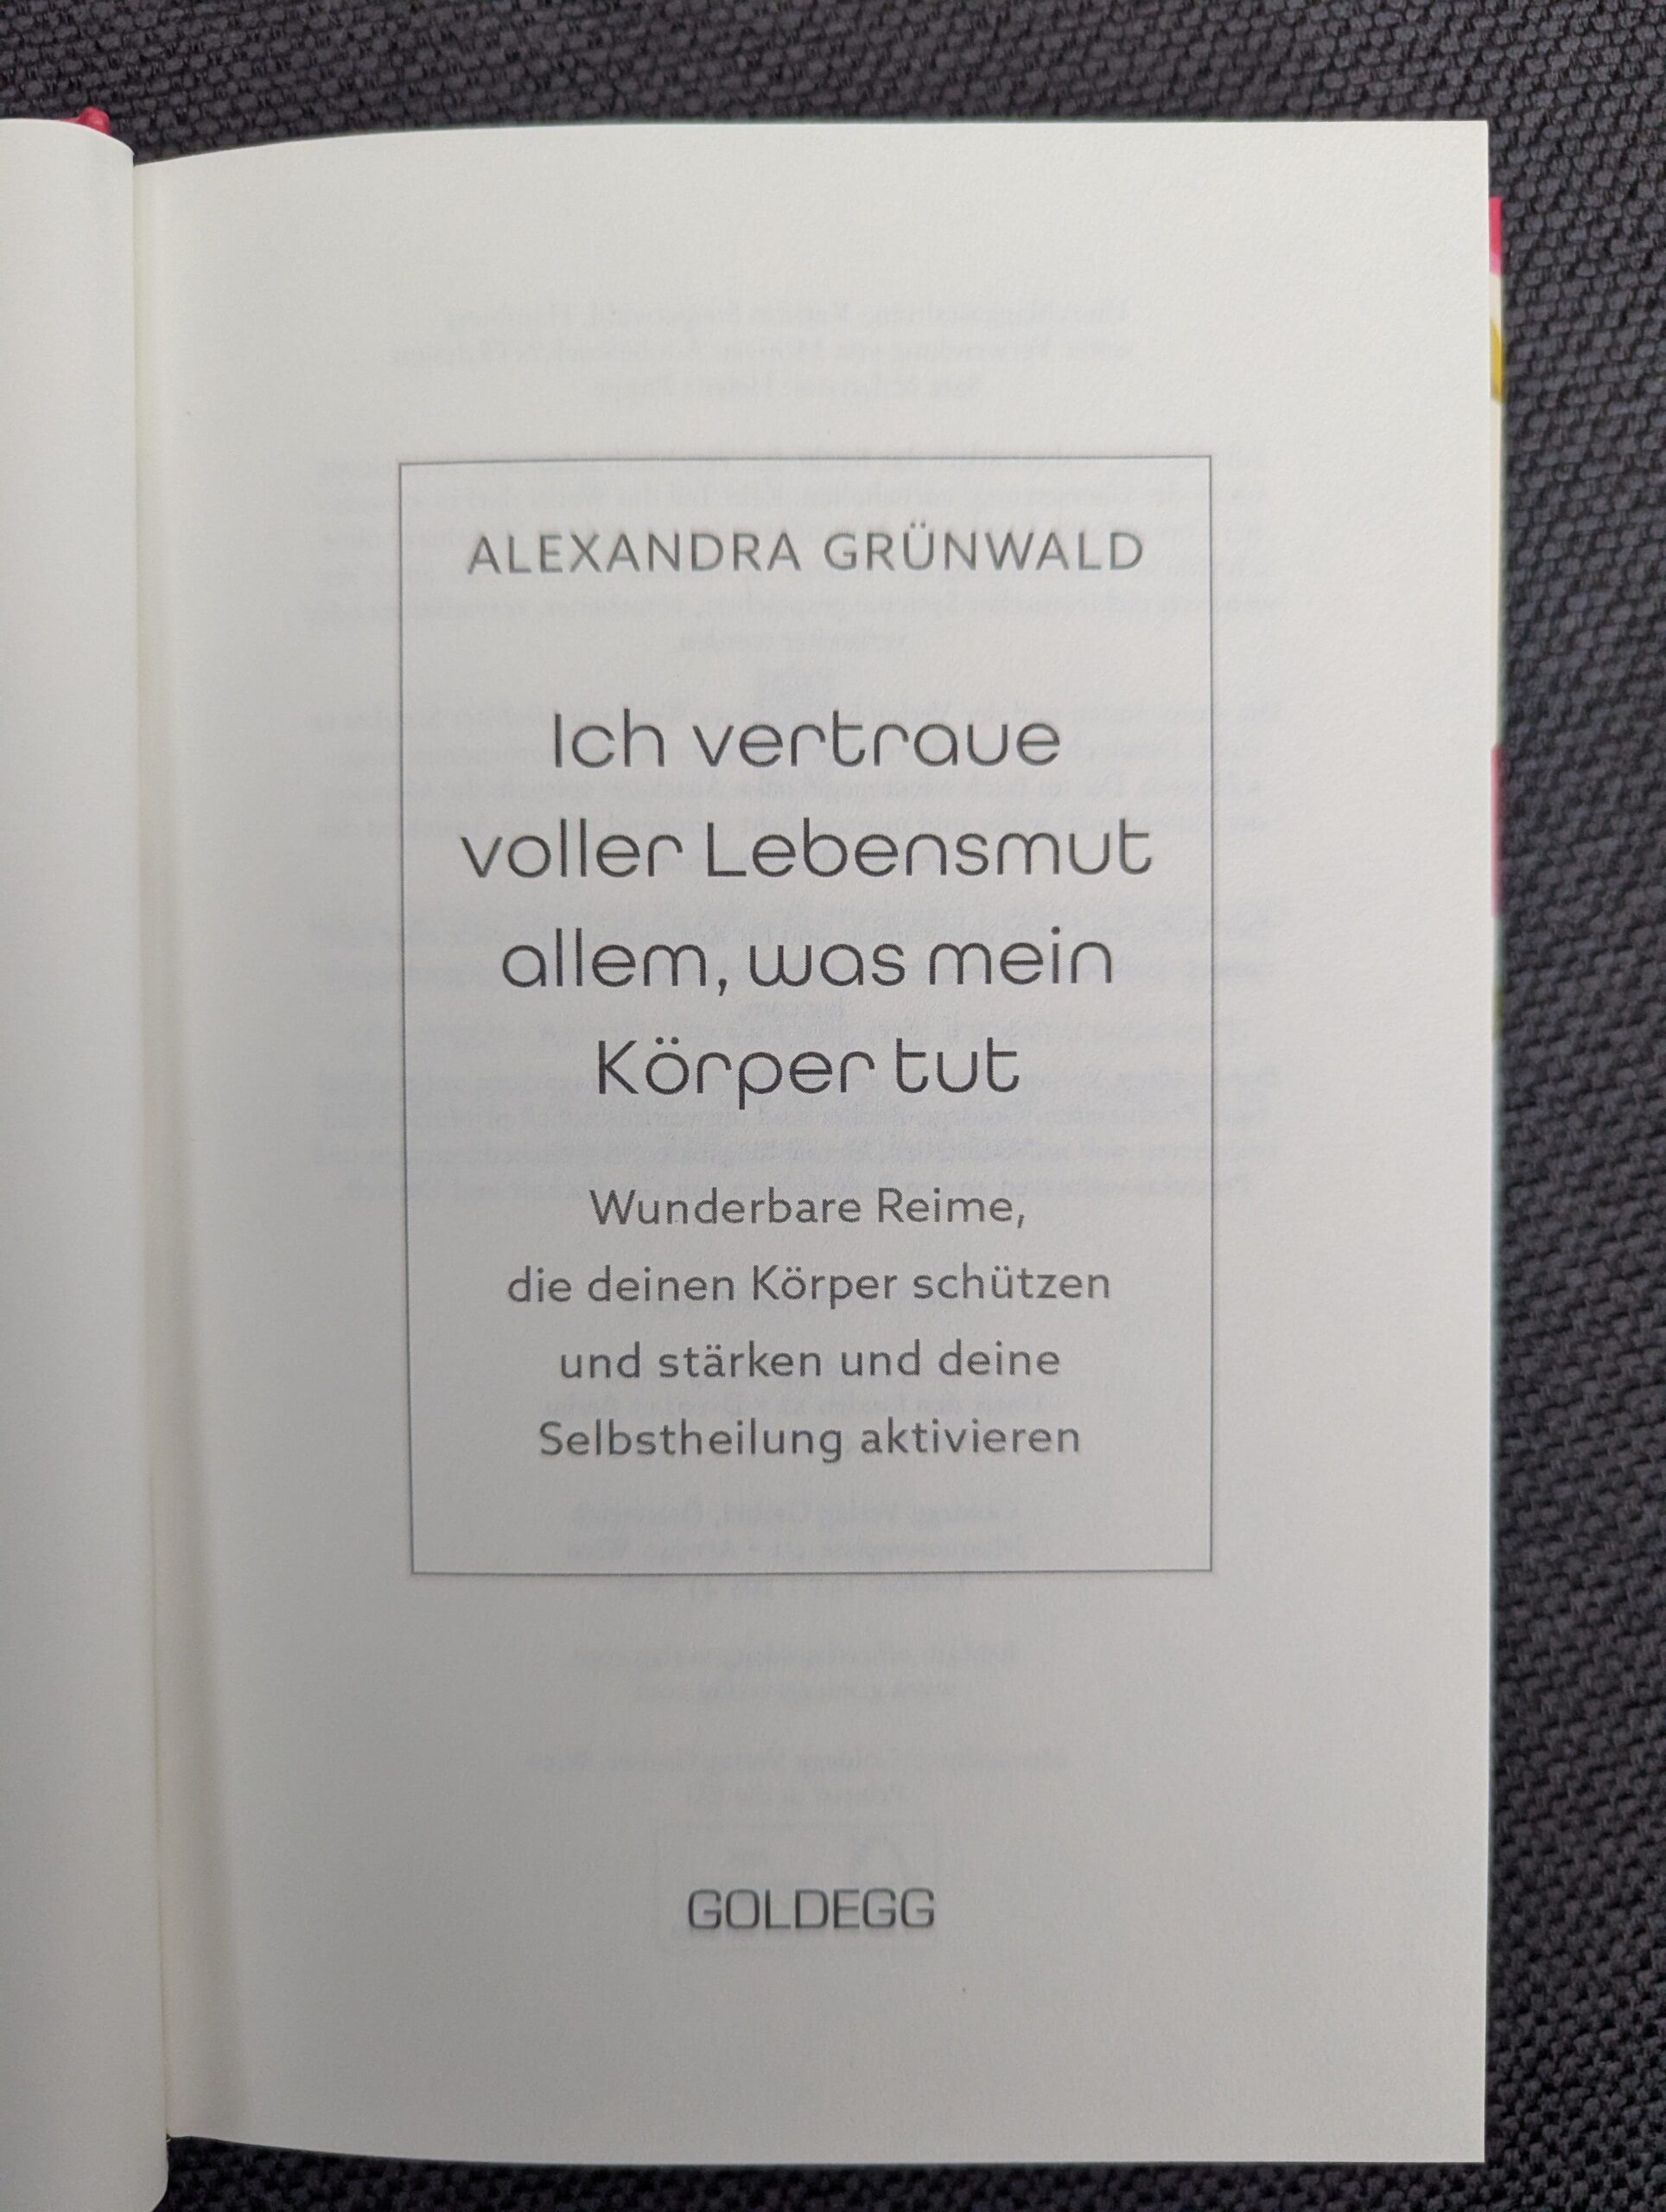 ALEXANDRA GRÜNWALD
Ich vertraue
voller Lebensmut
allem, was mein
Körper tut
Wunderbare Reime,
die deinen Körper schützen
und stärken und deine
Selbstheilung aktivieren
GOLDEGG